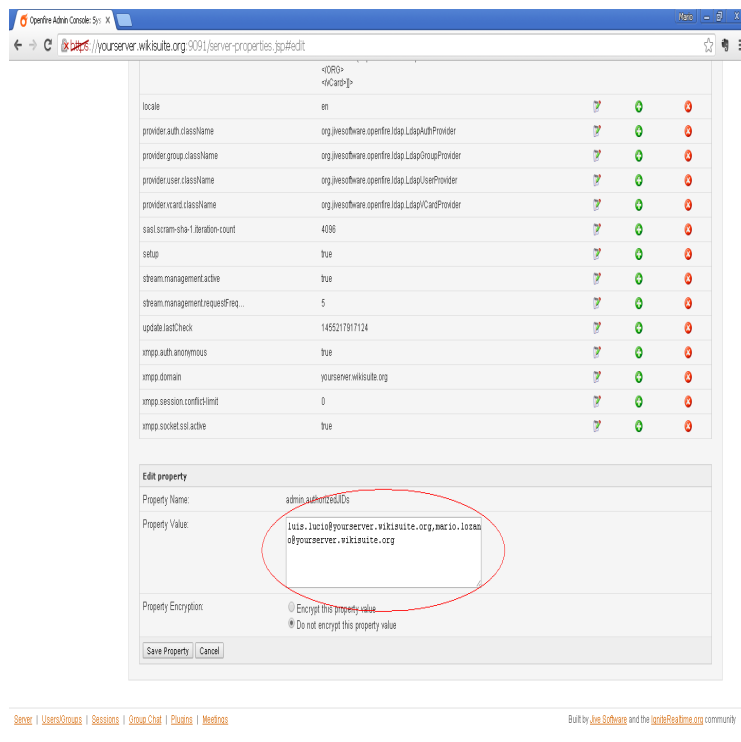 Openfire Admin Console: Sys
Mario
https://yourserver.wikisuite.org:9091/server-properties.jsp#edit
</ORG>
</vCard>]]>
locale en
provider.auth.className org.jivesoftware.openfire.ldap.LdapAuthProvider
provider.group.className org.jivesoftware.openfire.ldap.LdapGroupProvider
provider.user.className org.jivesoftware.openfire.ldap.LdapUserProvider
provider.vcard.className org.jivesoftware.openfire.ldap.LdapVCardProvider
sasl.scram-sha-1.iteration-count 4096
setup true
stream.management.active true
stream.management.requestFreq... 5
update.lastCheck 1455217917124
xmpp.auth.anonymous true
xmpp.domain yourserver.wikisuite.org
xmpp.session.conflict-limit 0
xmpp.socket.ssl.active true
Edit property
Property Name: admin.authorizedJIDs
Property Value: luis.lucio@yourserver.wikisuite.org,mario.lozan
o@yourserver.wikisuite.org
Property Encryption: Encrypt this property value
Do not encrypt this property value
Save Property Cancel
Server | Users/Groups | Sessions | Group Chat | Plugins | Meetings Built by Jive Software and the IgniteRealtime.org community